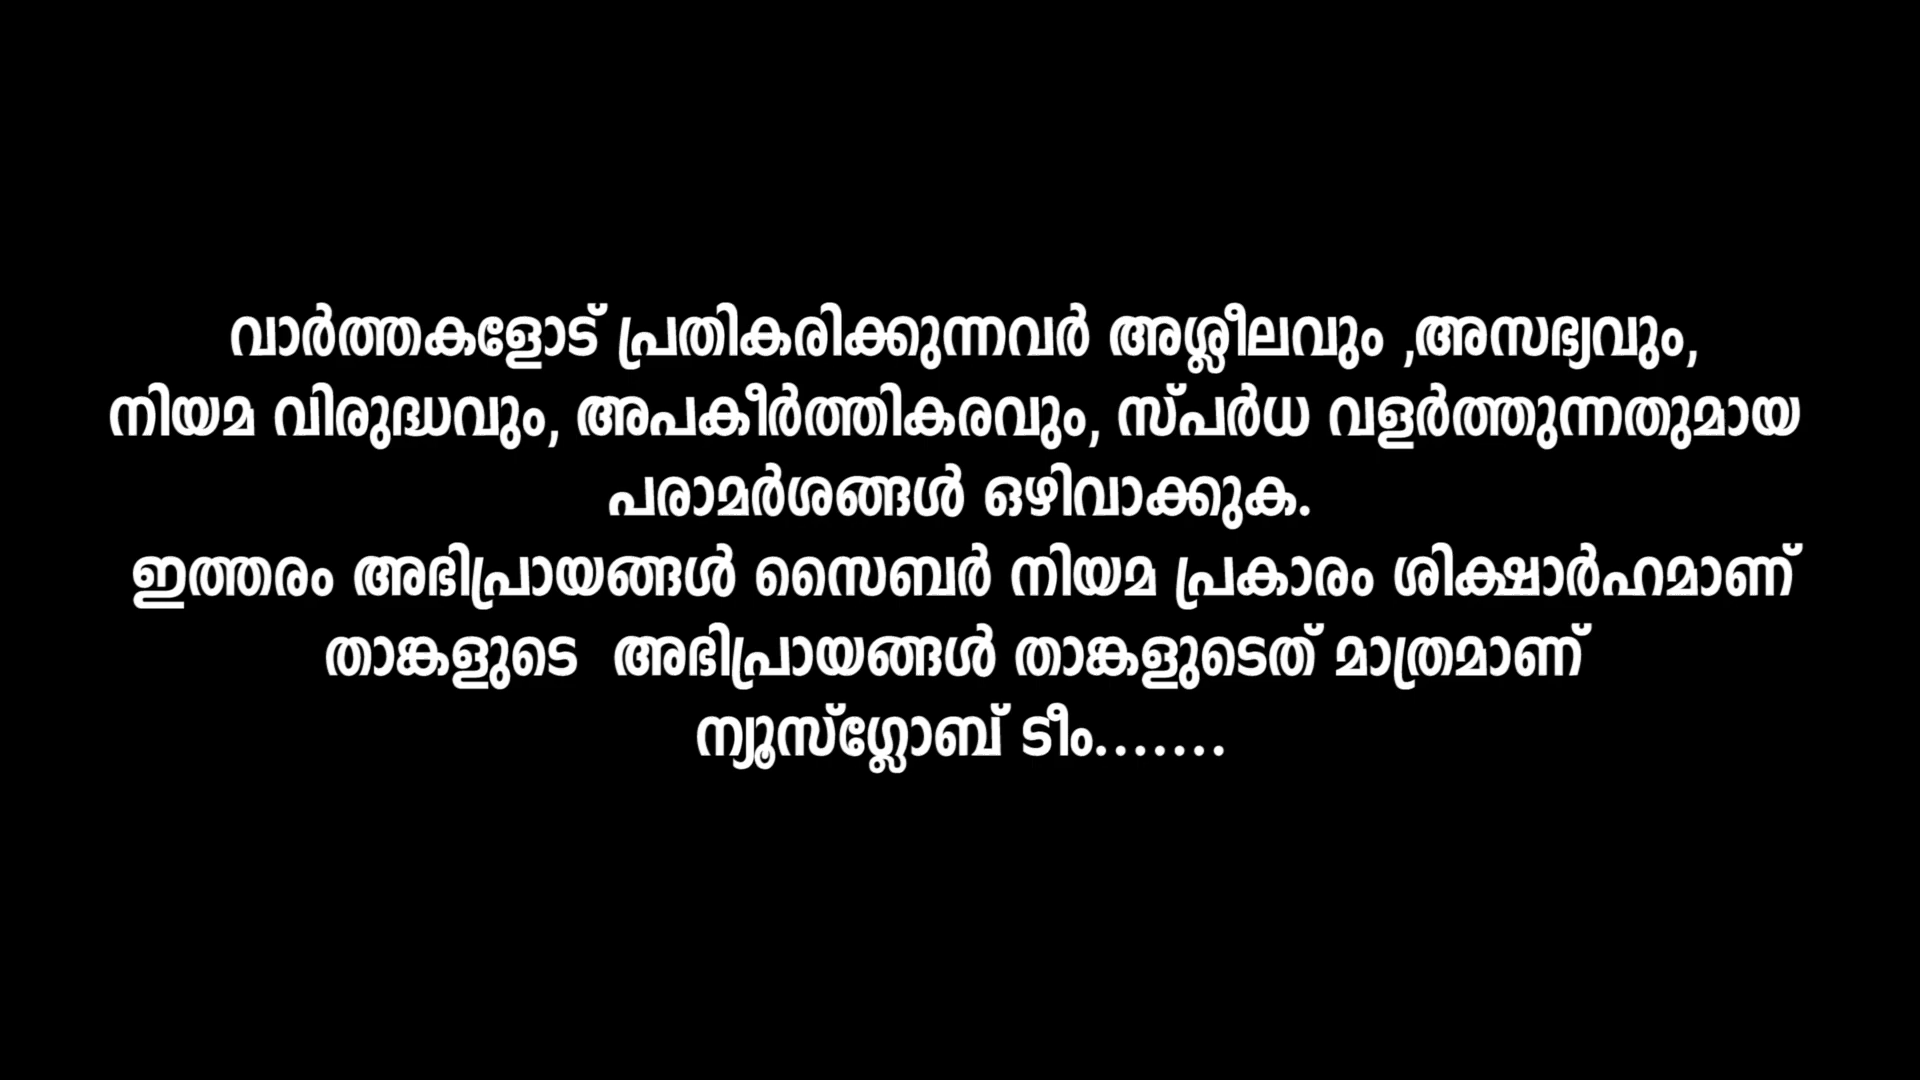 വാർത്തകളോട് പ്രതികരിക്കുന്നവർ അശ്ലീലവും ,അസഭ്യവും,
നിയമ വിരുദ്ധവും, അപകീർത്തികരവും, സ്പർധ വളർത്തുന്നതുമായ
പരാമർശങ്ങൾ ഒഴിവാക്കുക.
ഇത്തരം അഭിപ്രായങ്ങൾ സൈബർ നിയമ പ്രകാരം ശിക്ഷാർഹമാണ്
താങ്കളുടെ  അഭിപ്രായങ്ങൾ താങ്കളുടെത് മാത്രമാണ്
ന്യൂസ്ഗ്ലോബ് ടീം.......